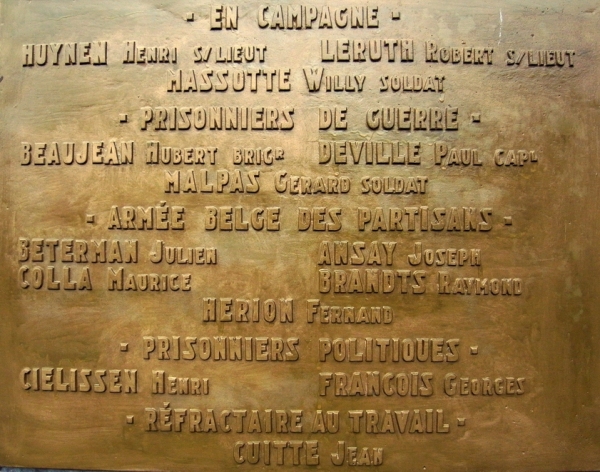 - EN CAMPAGNE -
HUYNEN HENRI S/LIEUT LERUTH ROBERT S/LIEUT
MASSOTTE WILLY SOLDAT
- PRISONNIERS DE GUERRE -
BEAUJEAN HUBERT BRIGR DEVILLE PAUL CAPL
MALPAS GERARD SOLDAT
- ARMÉE BELGE DES PARTISANS -
BETERMAN JULIEN ANSAY JOSEPH
COLLA MAURICE BRANDTS RAYMOND
HERION FERNAND
- PRISONNIERS POLITIQUES -
CIELISSEN HENRI FRANCOIS GEORGES
- RÉFRACTAIRE AU TRAVAIL -
CUITTE JEAN